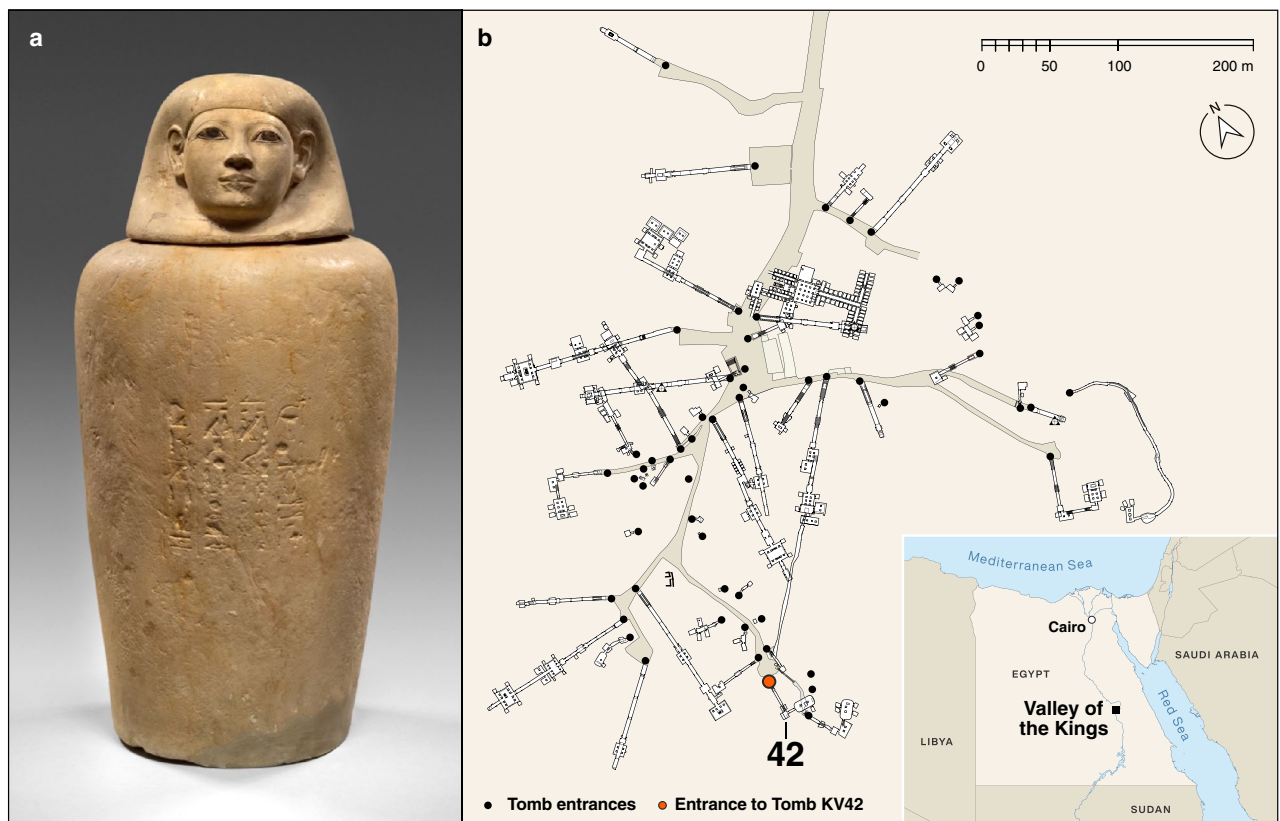 a
b
0 50 100 200 m
N
42
Tomb entrances
Entrance to Tomb KV42
Mediterranean Sea
Cairo
EGYPT
SAUDI ARABIA
Valley of
the Kings
Red Sea
LIBYA
SUDAN